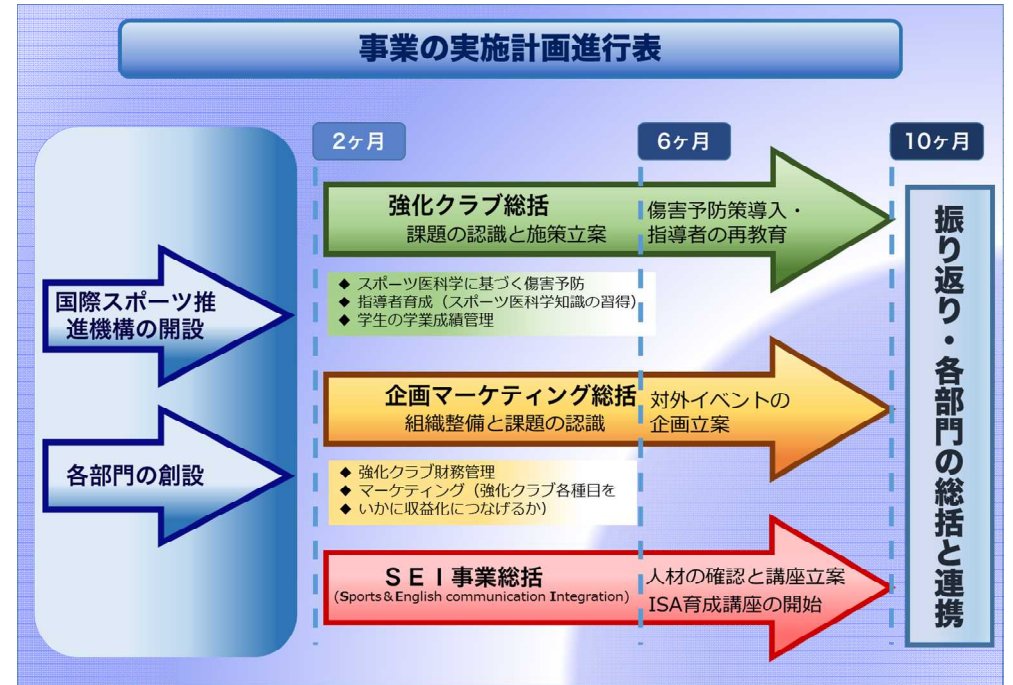 事業の実施計画進行表
2ヶ月
6ヶ月
10ヶ月
国際スポーツ推
進機構の開設
各部門の創設
強化クラブ総括
課題の認識と施策立案
傷害予防策導入・
指導者の再教育
◆ スポーツ医科学に基づく傷害予防
◆ 指導者育成（スポーツ医科学知識の習得）
◆ 学生の学業成績管理
企画マーケティング総括
組織整備と課題の認識
対外イベントの
企画立案
◆ 強化クラブ財務管理
◆ マーケティング（強化クラブ各種目を
◆ いかに収益化につなげるか）
ＳＥＩ事業総括
(Sports＆English communication Integration)
人材の確認と講座立案
ISA育成講座の開始
振り返り・各部門の総括と連携